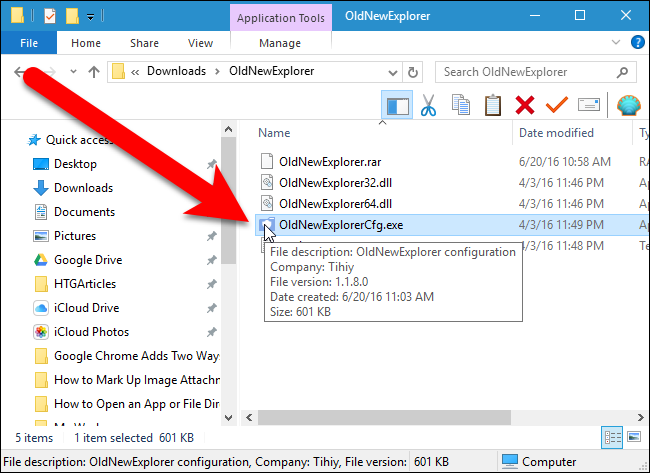 Application Tools OldNewExplorer
File Home Share View Manage
« Downloads › OldNewExplorer Search OldNewExplorer
Name Date modified
Quick access
Desktop
Downloads
Documents
Pictures
Google Drive
HTGArticles
iCloud Drive
iCloud Photos
Google Chrome Adds Two Ways
How to Mark Up Image Attachm
How to Open an App or File Dir
OldNewExplorer.rar 6/20/16 10:58 AM RA
OldNewExplorer32.dll 4/3/16 11:46 PM Ap
OldNewExplorer64.dll 4/3/16 11:46 PM Ap
OldNewExplorerCfg.exe 4/3/16 11:49 PM Ap
4/3/16 11:48 PM Te
File description: OldNewExplorer configuration
Company: Tihiy
File version: 1.1.8.0
Date created: 6/20/16 11:03 AM
Size: 601 KB
5 items 1 item selected 601 KB
File description: OldNewExplorer configuration, Company: Tihiy, File version: 601 KB Computer